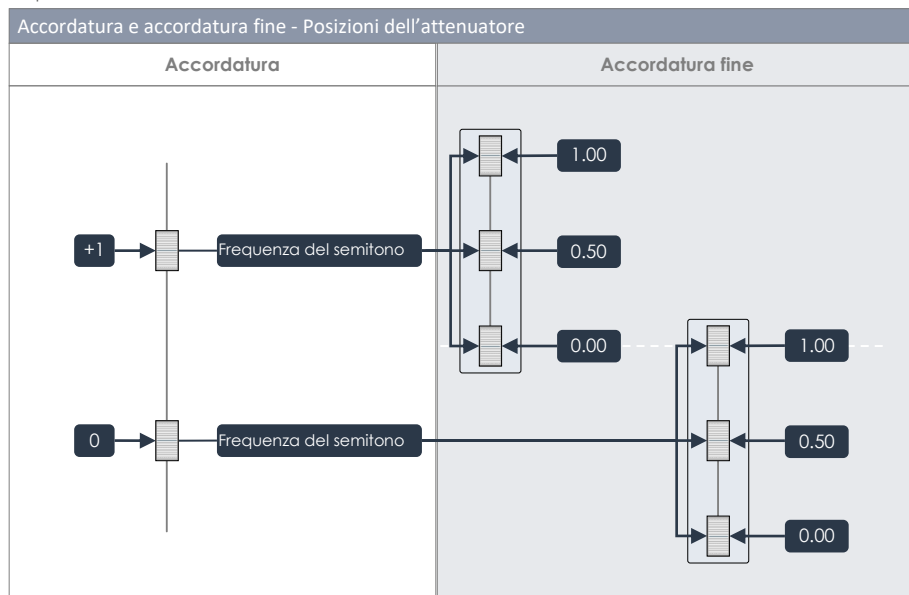 Accordatura e accordatura fine - Posizioni dell'attenuatore
Accordatura
Accordatura fine
1.00
+1
Frequenza del semitono
0.50
0.00
1.00
0
Frequenza del semitono
0.50
0.00